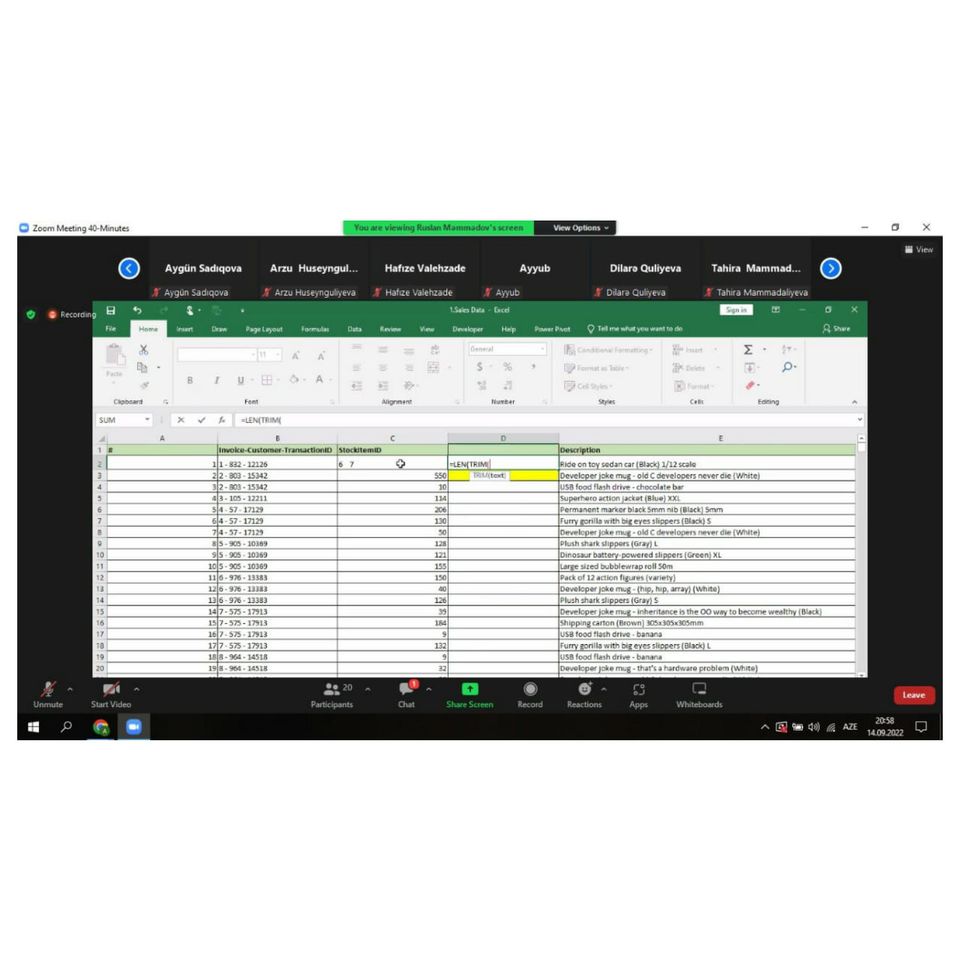 Zoom Meeting 40-Minutes
You are viewing Ruslan Mammadov's screen View Options
View
Aygün Sadıqova Arzu Huseyngul... Hafıze Valehzade Ayyub Dilarə Quliyeva Tahira Mammad...
Aygün Sadıqova Arzu Huseynguliyeva Hafıze Valehzade Ayyub Dilarə Quliyeva Tahira Mammadaliyeva
Recording
1.Sales Data - Excel Sign in
File Home Insert Draw Page Layout Formulas Data Review View Developer Help Power Pivot Tell me what you want to do Share
11 A A General Conditional Formatting Insert Σ
Paste B I U A $ % , Format as Table Delete
Cell Styles Format
Clipboard Font Alignment Number Styles Cells Editing
SUM fx =LEN(TRIM(
A B C D E
1 # Invoice-Customer-TransactionID StockItemID Description
2 1 1 - 832 - 12126 6 7 =LEN(TRIM( Ride on toy sedan car (Black) 1/12 scale
3 2 2 - 803 - 15342 550 TRIM(text) Developer joke mug - old C developers never die (White)
4 3 2 - 803 - 15342 10 USB food flash drive - chocolate bar
5 4 3 - 105 - 12211 114 Superhero action jacket (Blue) XXL
6 5 4 - 57 - 17129 206 Permanent marker black 5mm nib (Black) 5mm
7 6 4 - 57 - 17129 130 Furry gorilla with big eyes slippers (Black) S
8 7 4 - 57 - 17129 50 Developer joke mug - old C developers never die (White)
9 8 5 - 905 - 10369 128 Plush shark slippers (Gray) L
10 9 5 - 905 - 10369 121 Dinosaur battery-powered slippers (Green) XL
11 10 5 - 905 - 10369 155 Large sized bubblewrap roll 50m
12 11 6 - 976 - 13383 150 Pack of 12 action figures (variety)
13 12 6 - 976 - 13383 40 Developer joke mug - (hip, hip, array) (White)
14 13 6 - 976 - 13383 126 Plush shark slippers (Gray) S
15 14 7 - 575 - 17913 39 Developer joke mug - inheritance is the OO way to become wealthy (Black)
16 15 7 - 575 - 17913 184 Shipping carton (Brown) 305x305x305mm
17 16 7 - 575 - 17913 9 USB food flash drive - banana
18 17 7 - 575 - 17913 132 Furry gorilla with big eyes slippers (Black) L
19 18 8 - 964 - 14518 9 USB food flash drive - banana
20 19 8 - 964 - 14518 32 Developer joke mug - that's a hardware problem (White)
20 1
Unmute Start Video Participants Chat Share Screen Record Reactions Apps Whiteboards Leave
AZE 20:58
14.09.2022